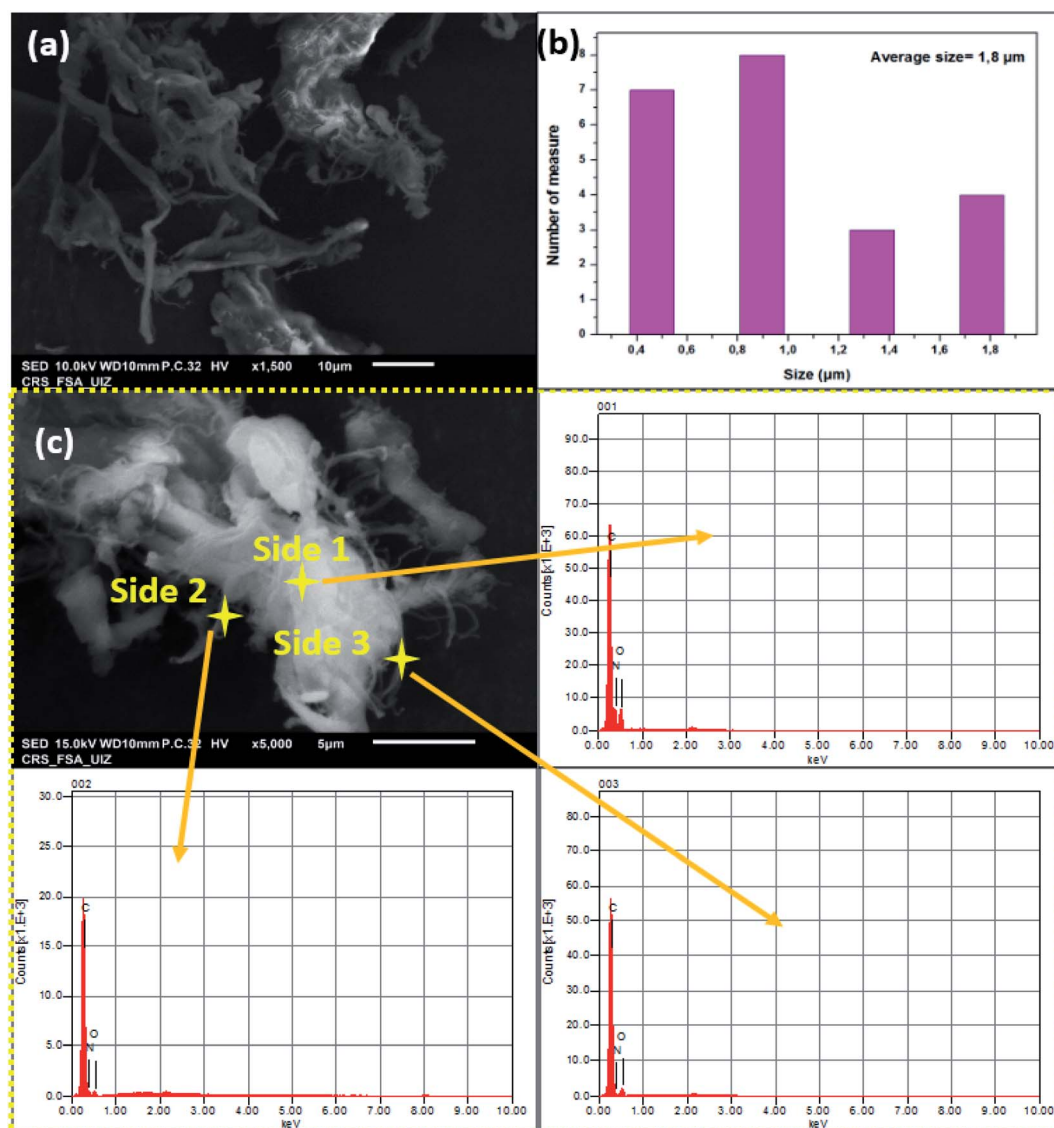 (a)
SED 10.0kV WD10mm P.C.32 HV x1,500 10µm
CRS_FSA_UIZ
(b)
Average size= 1,8 µm
Number of measure
8
7
6
5
4
3
2
1
0
0,4 0,6 0,8 1,0 1,2 1,4 1,6 1,8
Size (µm)
(c)
Side 1
Side 2
Side 3
SED 15.0kV WD10mm P.C.32 HV x5,000 5µm
CRS_FSA_UIZ
001
Counts[x1.E+3]
90.0
80.0
70.0
60.0
50.0
40.0
30.0
20.0
10.0
0.0
C
O
N
0.00 1.00 2.00 3.00 4.00 5.00 6.00 7.00 8.00 9.00 10.00
keV
002
Counts[x1.E+3]
30.0
25.0
20.0
15.0
10.0
5.0
0.0
C
O
N
0.00 1.00 2.00 3.00 4.00 5.00 6.00 7.00 8.00 9.00 10.00
keV
003
Counts[x1.E+3]
80.0
70.0
60.0
50.0
40.0
30.0
20.0
10.0
0.0
C
O
N
0.00 1.00 2.00 3.00 4.00 5.00 6.00 7.00 8.00 9.00 10.00
keV